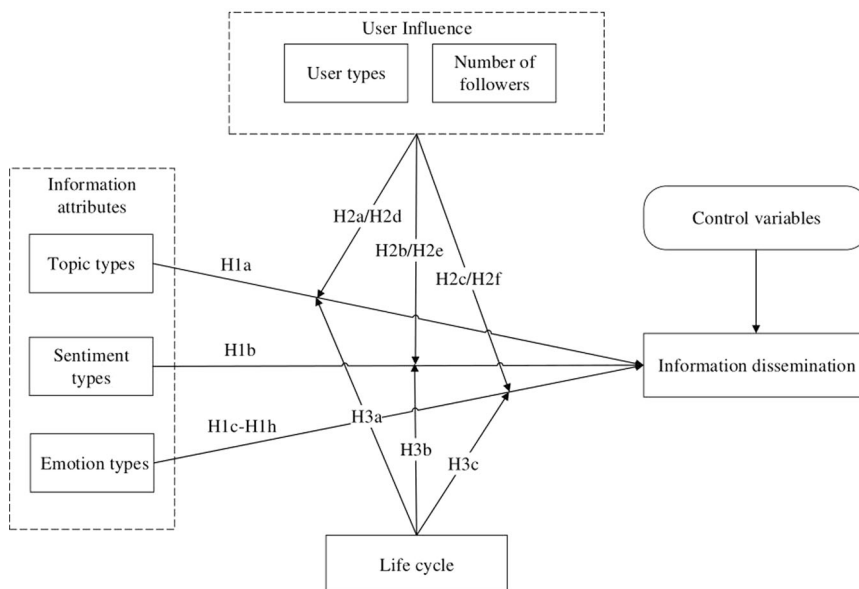 User Influence
User types
Number of
followers
Information
attributes
Topic types
Sentiment
types
Emotion types
H1a
H1b
H1c-H1h
H2a/H2d
H2b/H2e
H2c/H2f
H3a
H3b
H3c
Control variables
Information dissemination
Life cycle